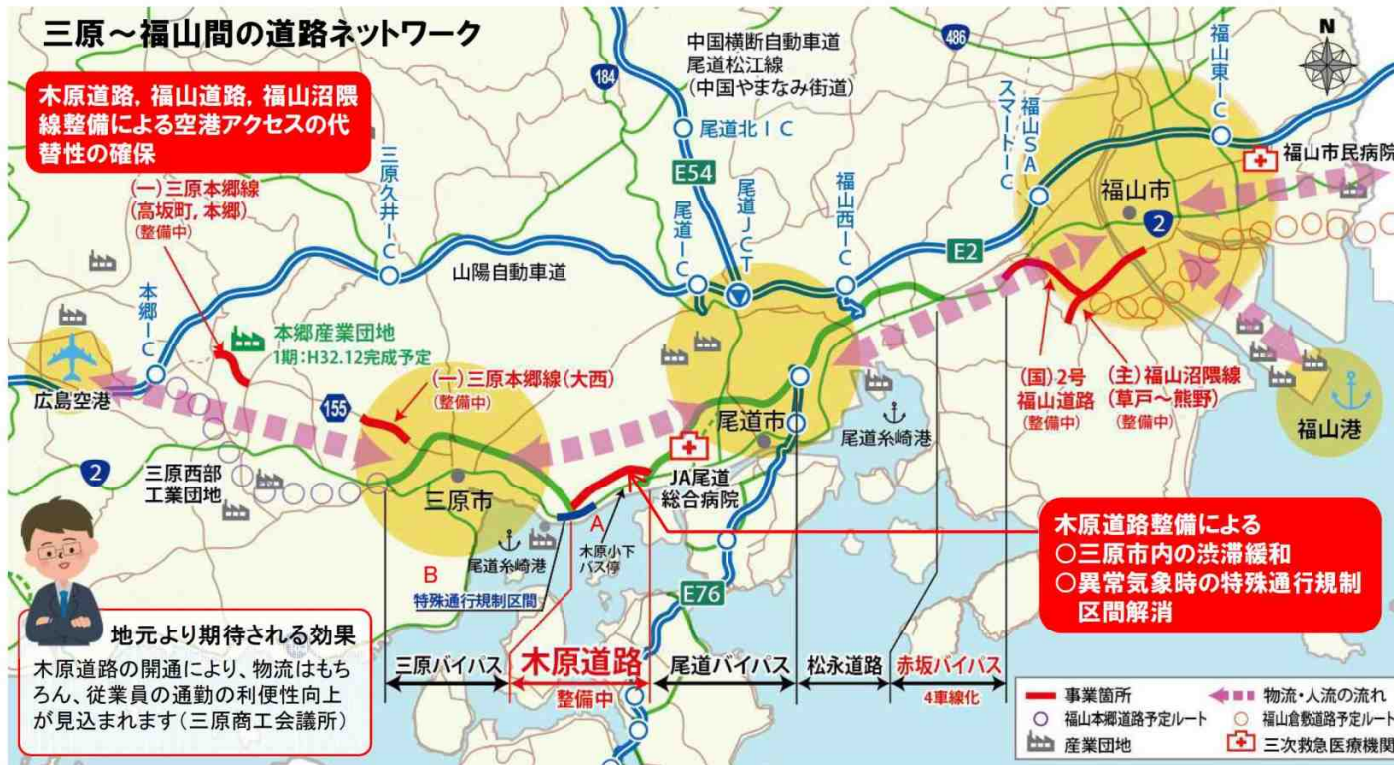 三原～福山間の道路ネットワーク
木原道路，福山道路，福山沼隈
線整備による空港アクセスの代
替性の確保
(一)三原本郷線
(高坂町，本郷)
(整備中)
184
中国横断自動車道
尾道松江線
(中国やまなみ街道)
486
N
福山東IC
福山SA
スマートIC
福山市民病院
尾道北IC
E54
三原久井IC
尾道IC
尾道JCT
福山西IC
福山市
2
E2
山陽自動車道
本郷IC
本郷産業団地
1期：H32.12完成予定
広島空港
155
(一)三原本郷線(大西)
(整備中)
2
三原西部
工業団地
三原市
尾道糸崎港
A
B
木原小下
バス停
特殊通行規制区間
JA尾道
総合病院
尾道市
尾道糸崎港
E76
(国)2号
福山道路
(整備中)
(主)福山沼隈線
(草戸～熊野)
(整備中)
福山港
木原道路整備による
○三原市内の渋滞緩和
○異常気象時の特殊通行規制
区間解消
地元より期待される効果
木原道路の開通により、物流はもち
ろん、従業員の通勤の利便性向上
が見込まれます(三原商工会議所)
三原バイパス
木原道路
整備中
尾道バイパス
松永道路
赤坂バイパス
4車線化
事業箇所
物流・人流の流れ
福山本郷道路予定ルート
福山倉敷道路予定ルート
産業団地
三次救急医療機関